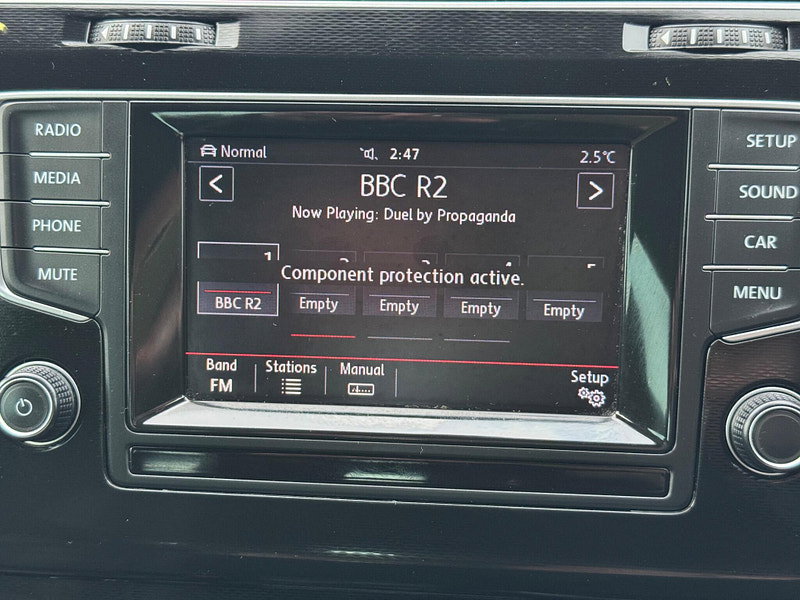 RADIO
MEDIA
PHONE
MUTE
Normal 2:47 2.5°C
BBC R2
Now Playing: Duel by Propaganda
1
Component protection active.
BBC R2 Empty Empty Empty Empty
Band Stations Manual
FM
Setup
SETUP
SOUND
CAR
MENU